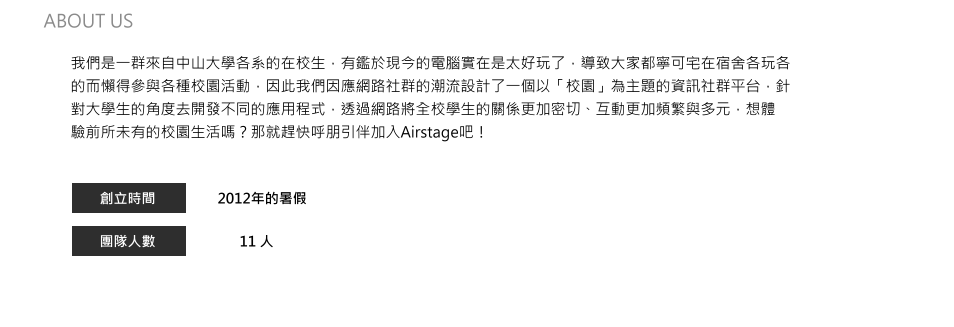 ABOUT US
我們是一群來自中山大學各系的在校生，有鑑於現今的電腦實在是太好玩了，導致大家都寧可宅在宿舍各玩各
的而懶得參與各種校園活動，因此我們因應網路社群的潮流設計了一個以「校園」為主題的資訊社群平台，針
對大學生的角度去開發不同的應用程式，透過網路將全校學生的關係更加密切、互動更加頻繁與多元，想體
驗前所未有的校園生活嗎？那就趕快呼朋引伴加入Airstage吧！
創立時間 2012年的暑假
團隊人數 11 人